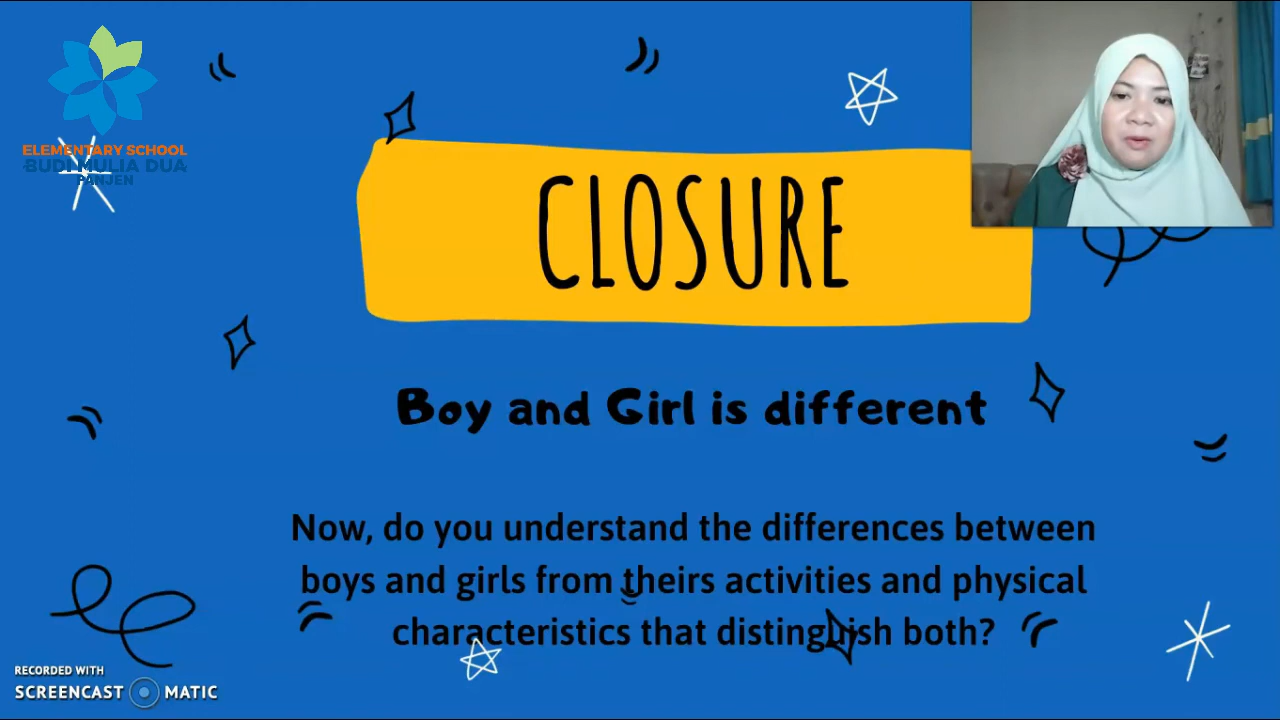 ELEMENTARY SCHOOL
BUDI MULIA DUA
PANJEN
CLOSURE
Boy and Girl is different
Now, do you understand the differences between
boys and girls from theirs activities and physical
characteristics that distinguish both?
RECORDED WITH
SCREENCAST MATIC